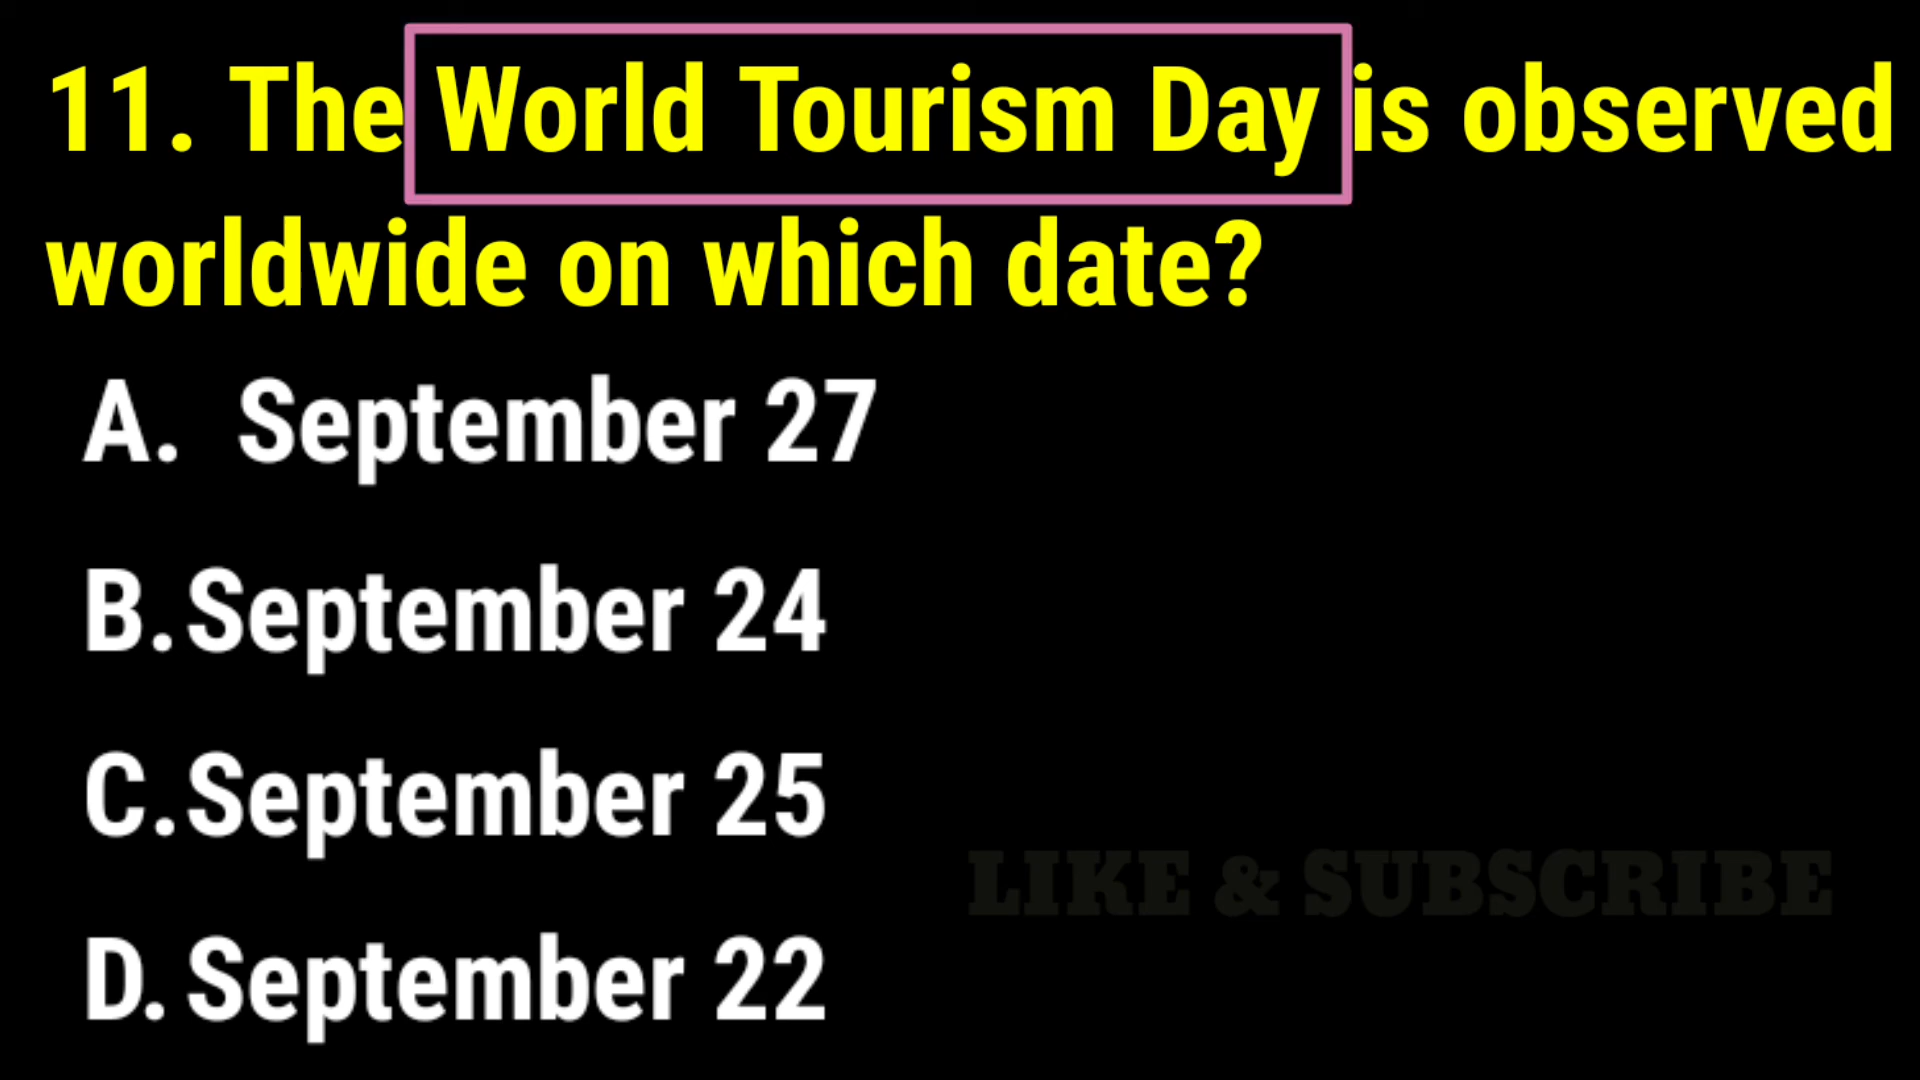 11. The World Tourism Day is observed
worldwide on which date?
A. September 27
B. September 24
C. September 25
LIKE & SUBSCRIBE
D. September 22